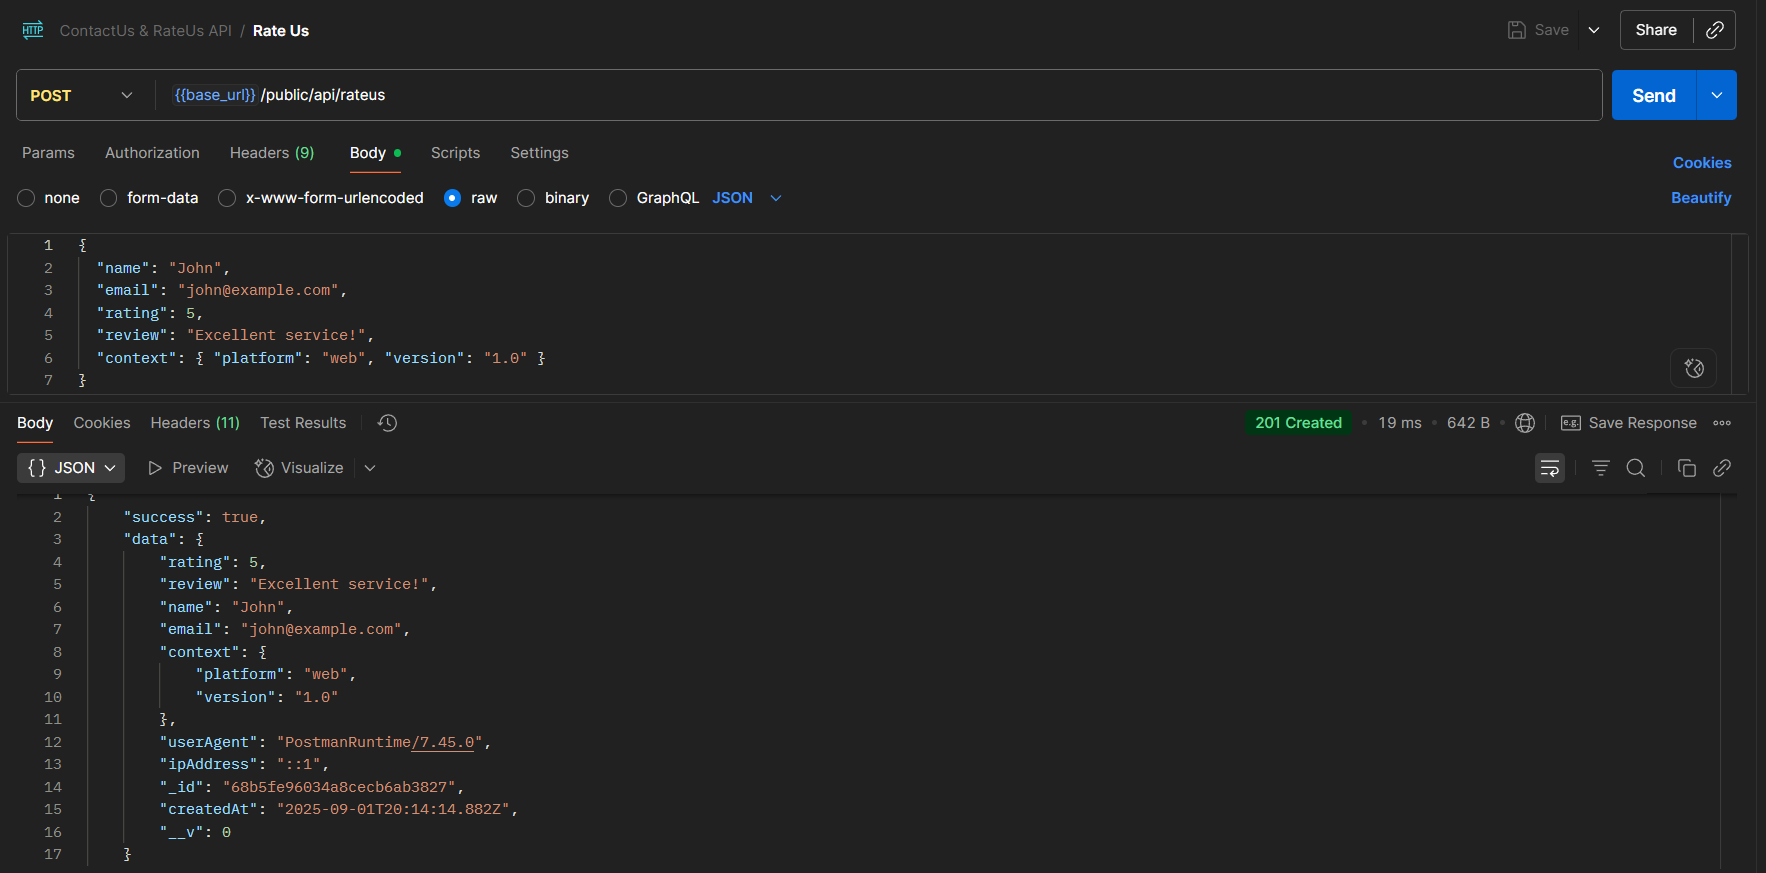 HTTP ContactUs & RateUs API / Rate Us Save Share
POST {{base_url}} /public/api/rateus Send
Params Authorization Headers (9) Body Scripts Settings Cookies
none form-data x-www-form-urlencoded raw binary GraphQL JSON Beautify
1 {
2 "name": "John",
3 "email": "john@example.com",
4 "rating": 5,
5 "review": "Excellent service!",
6 "context": { "platform": "web", "version": "1.0" }
7 }
Body Cookies Headers (11) Test Results 201 Created • 19 ms • 642 B • e.g. Save Response
{} JSON Preview Visualize
1 {
2 "success": true,
3 "data": {
4 "rating": 5,
5 "review": "Excellent service!",
6 "name": "John",
7 "email": "john@example.com",
8 "context": {
9 "platform": "web",
10 "version": "1.0"
11 },
12 "userAgent": "PostmanRuntime/7.45.0",
13 "ipAddress": "::1",
14 "_id": "68b5fe96034a8cecb6ab3827",
15 "createdAt": "2025-09-01T20:14:14.882Z",
16 "__v": 0
17 }